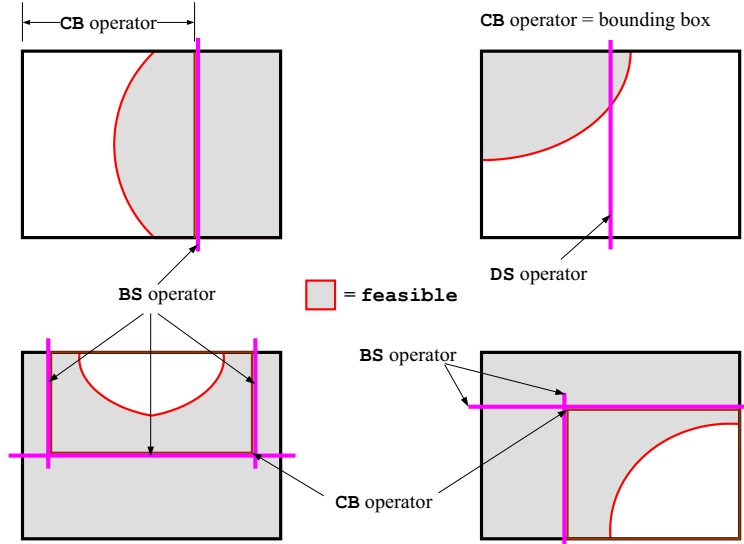 CB operator
CB operator = bounding box
DS operator
BS operator
= feasible
BS operator
CB operator